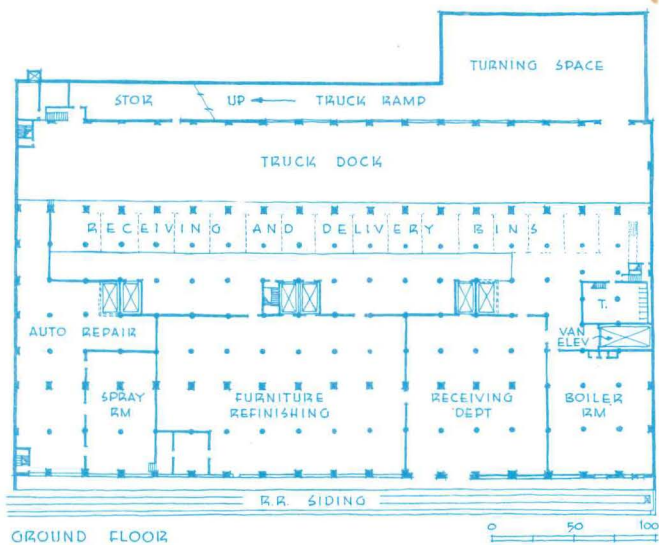 TURNING SPACE
STOR
UP
TRUCK RAMP
TRUCK DOCK
RECEIVING AND DELIVERY BINS
T.
AUTO REPAIR
VAN
ELEV
SPRAY
RM
FURNITURE
REFINISHING
RECEIVING
DEPT
BOILER
RM
R.R. SIDING
GROUND FLOOR
0 50 100